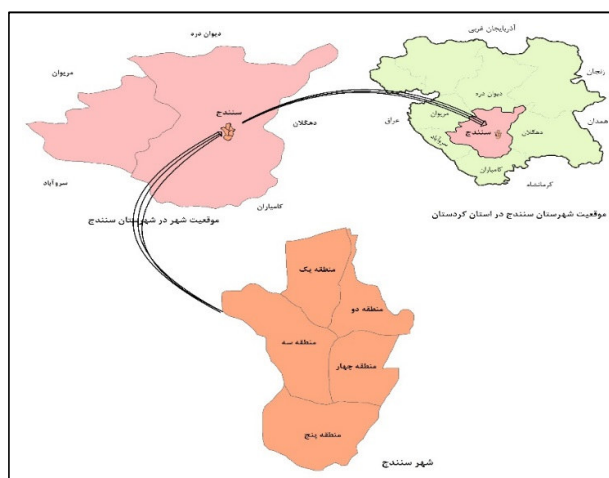 آذربایجان غربی
زنجان
دیوان دره
همدان
مریوان
عراق
سنندج
دهگلان
سروآباد
کامیاران
کرمانشاه
موقعیت شهرستان سنندج در استان کردستان
دیوان دره
مریوان
سنندج
دهگلان
سروآباد
کامیاران
موقعیت شهر در شهرستان سنندج
منطقه یک
منطقه دو
منطقه سه
منطقه چهار
منطقه پنج
شهر سنندج